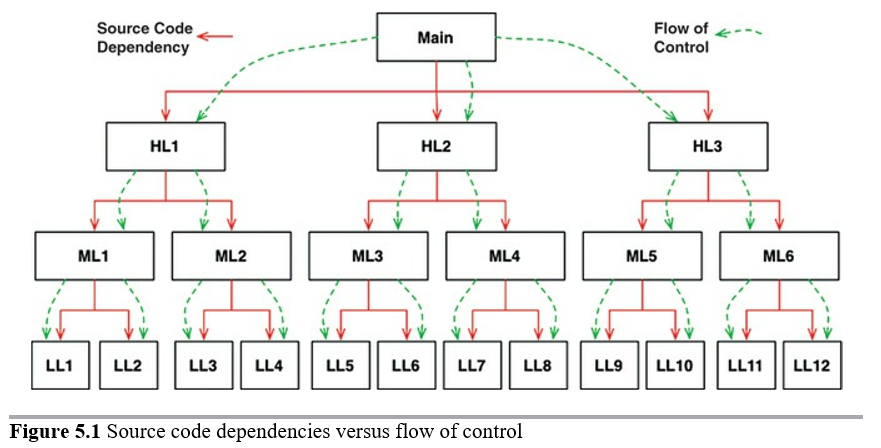 Source Code
Dependency
Main
Flow of
Control
HL1
HL2
HL3
ML1
ML2
ML3
ML4
ML5
ML6
LL1
LL2
LL3
LL4
LL5
LL6
LL7
LL8
LL9
LL10
LL11
LL12
Figure 5.1 Source code dependencies versus flow of control